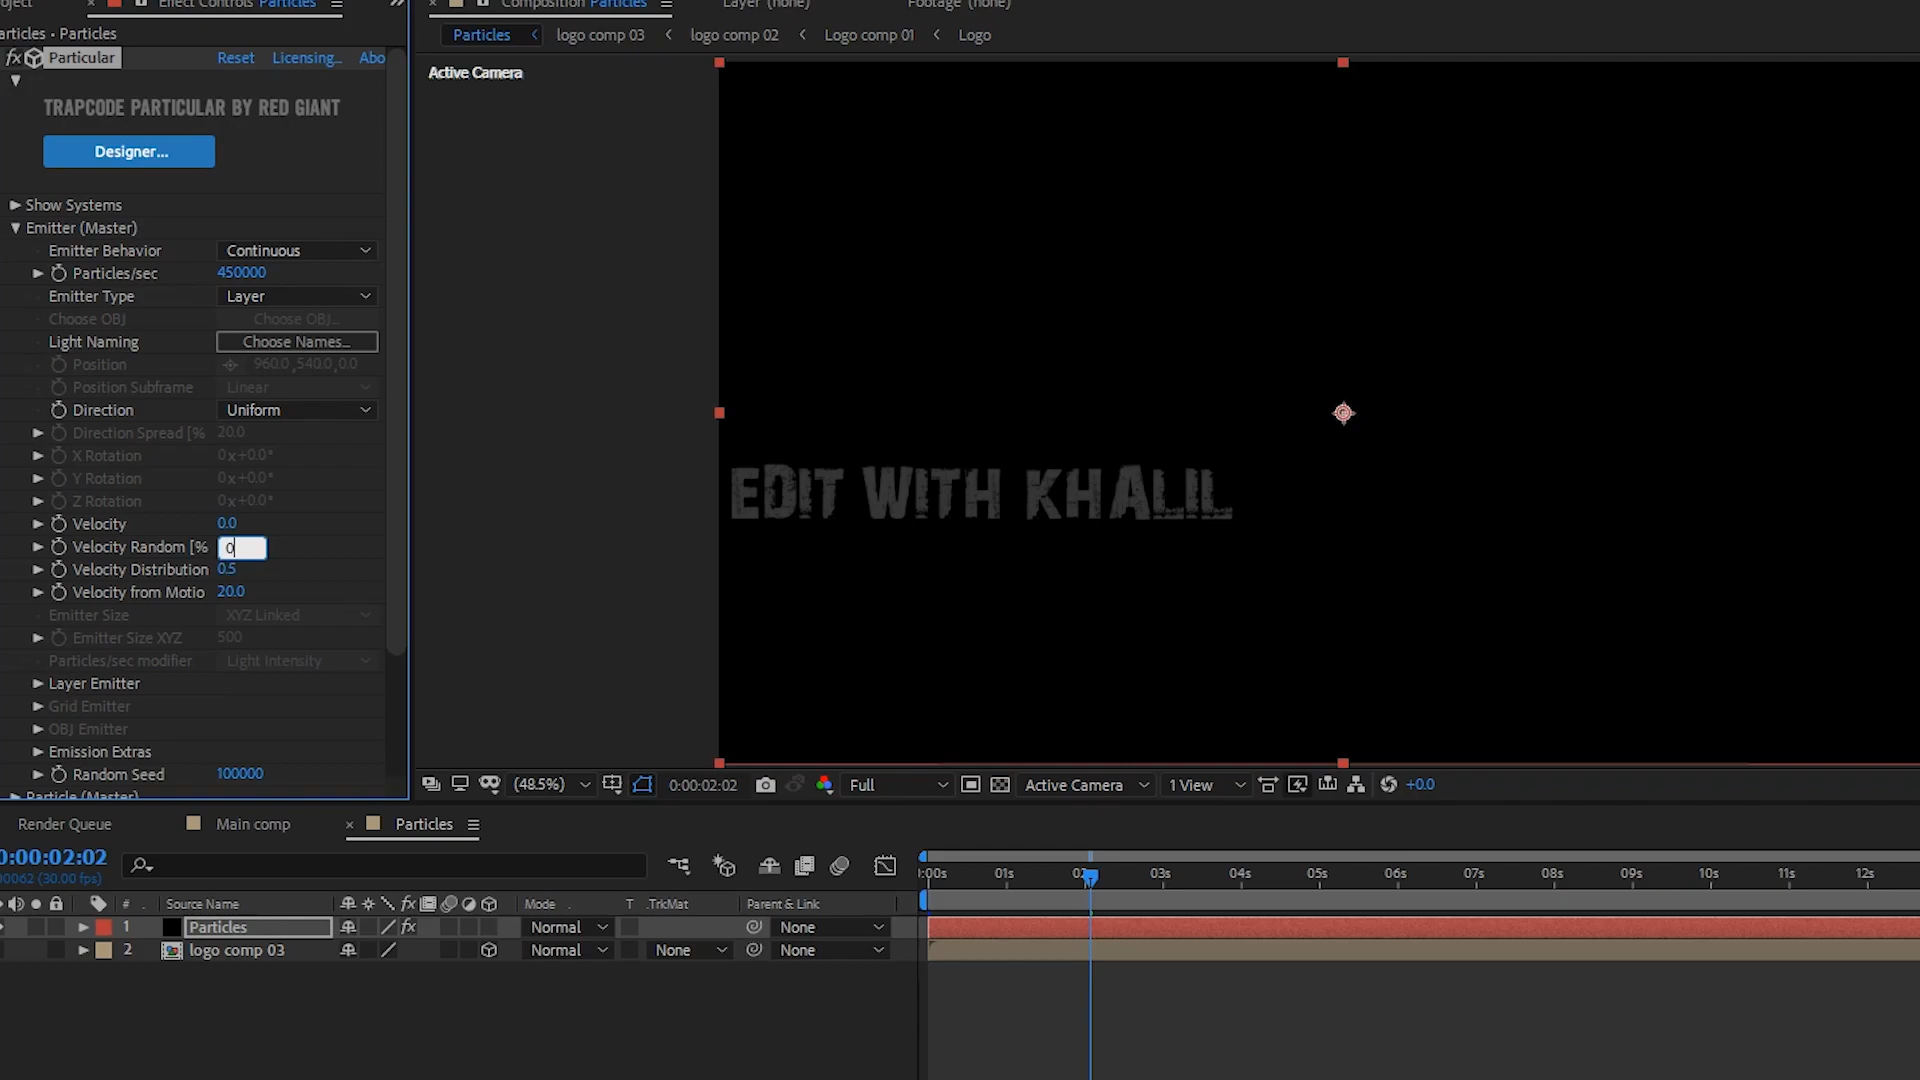 Effect Controls Particles
Composition Particles
Layer (none)
Footage (none)
Particles • Particles
Particles
logo comp 03
logo comp 02
Logo comp 01
Logo
fx Particular
Reset
Licensing...
Abo
Active Camera
TRAPCODE PARTICULAR BY RED GIANT
Designer...
Show Systems
Emitter (Master)
Emitter Behavior
Continuous
Particles/sec
450000
Emitter Type
Layer
Choose OBJ
Choose OBJ...
Light Naming
Choose Names...
Position
960.0,540.0,0.0
Position Subframe
Linear
Direction
Uniform
Direction Spread [%
20.0
X Rotation
0x+0.0°
Y Rotation
0x+0.0°
Z Rotation
0x+0.0°
EDIT WITH KHALIL
Velocity
0.0
Velocity Random [%
0
Velocity Distribution
0.5
Velocity from Motio
20.0
Emitter Size
XYZ Linked
Emitter Size XYZ
500
Particles/sec modifier
Light Intensity
Layer Emitter
Grid Emitter
OBJ Emitter
Emission Extras
Random Seed
100000
Particle (Master)
(48.5%)
0:00:02:02
Full
Active Camera
1 View
+0.0
Render Queue
Main comp
× Particles
0:00:02:02
00062 (30.00 fps)
:00s 01s 02 03s 04s 05s 06s 07s 08s 09s 10s 11s 12s
# Source Name
fx
Mode
T .TrkMat
Parent & Link
1 Particles
fx
Normal
None
2 logo comp 03
Normal
None
None